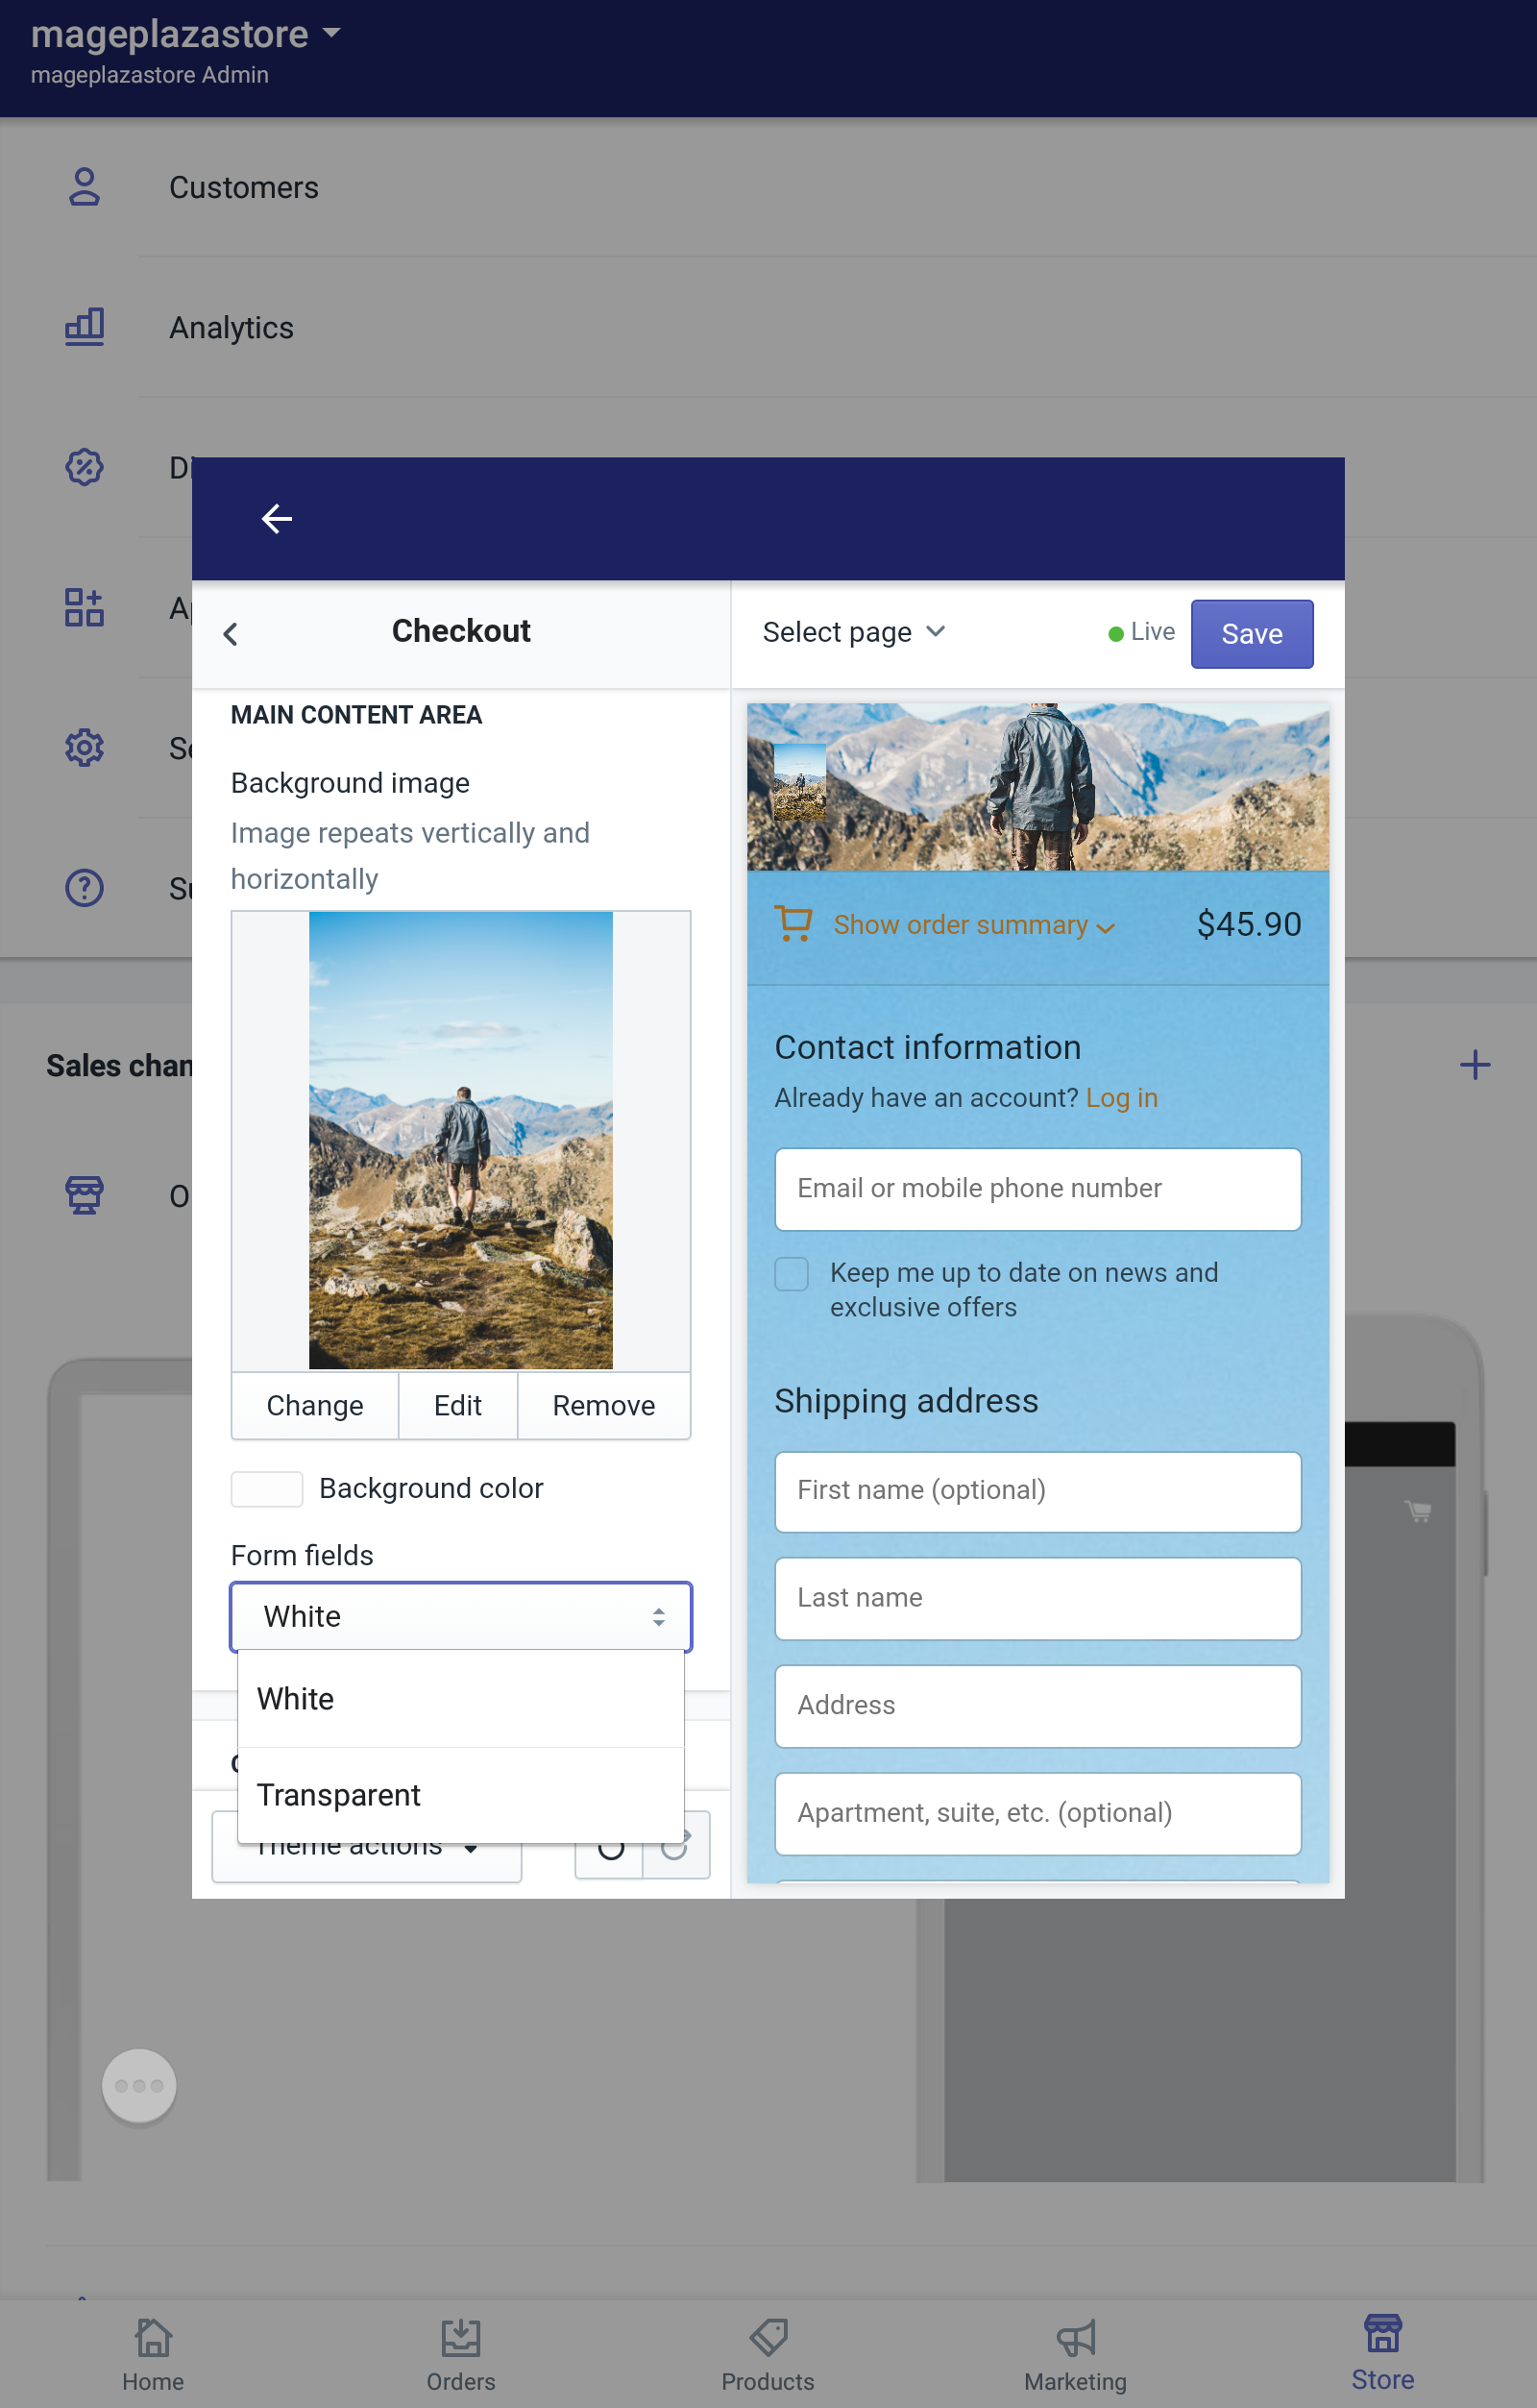 mageplazastore
mageplazastore Admin
Customers
Analytics
Checkout
Select page
Live
Save
MAIN CONTENT AREA
Background image
Image repeats vertically and
horizontally
Change
Edit
Remove
Background color
Form fields
White
White
Transparent
Theme actions
Show order summary
$45.90
Contact information
Already have an account? Log in
Email or mobile phone number
Keep me up to date on news and
exclusive offers
Shipping address
First name (optional)
Last name
Address
Apartment, suite, etc. (optional)
Sales chan
Home
Orders
Products
Marketing
Store